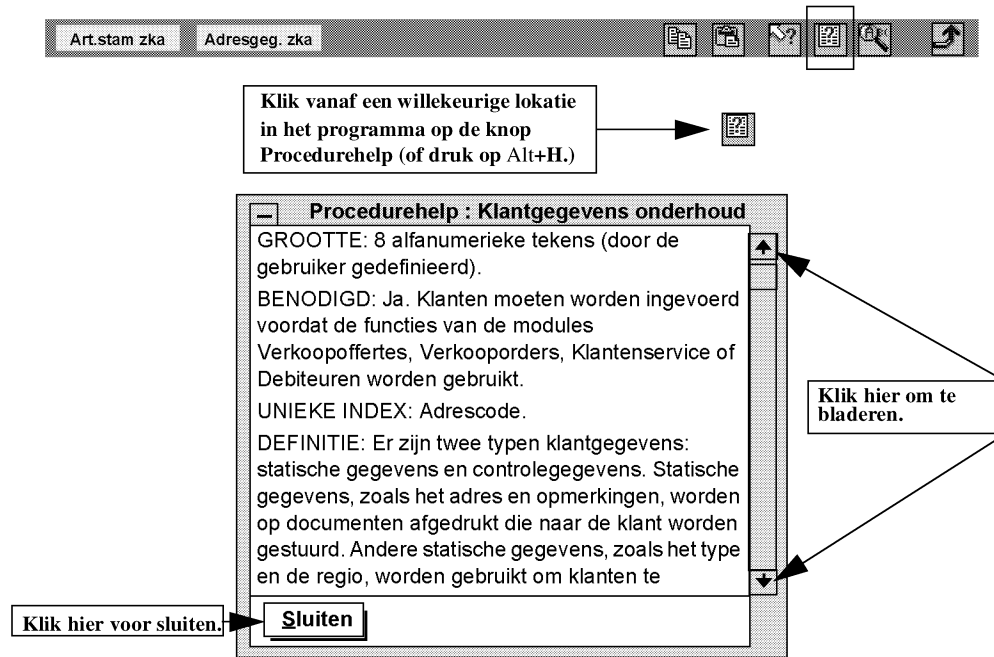 Art.stam zka Adresgeg. zka
Klik vanaf een willekeurige lokatie
in het programma op de knop
Procedurehelp (of druk op Alt+H.)
Procedurehelp : Klantgegevens onderhoud
GROOTTE: 8 alfanumerieke tekens (door de
gebruiker gedefinieerd).
BENODIGD: Ja. Klanten moeten worden ingevoerd
voordat de functies van de modules
Verkoopoffertes, Verkooporders, Klantenservice of
Debiteuren worden gebruikt.
UNIEKE INDEX: Adrescode.
DEFINITIE: Er zijn twee typen klantgegevens:
statische gegevens en controlegegevens. Statische
gegevens, zoals het adres en opmerkingen, worden
op documenten afgedrukt die naar de klant worden
gestuurd. Andere statische gegevens, zoals het type
en de regio, worden gebruikt om klanten te
Klik hier om te
bladeren.
Klik hier voor sluiten.
Sluiten